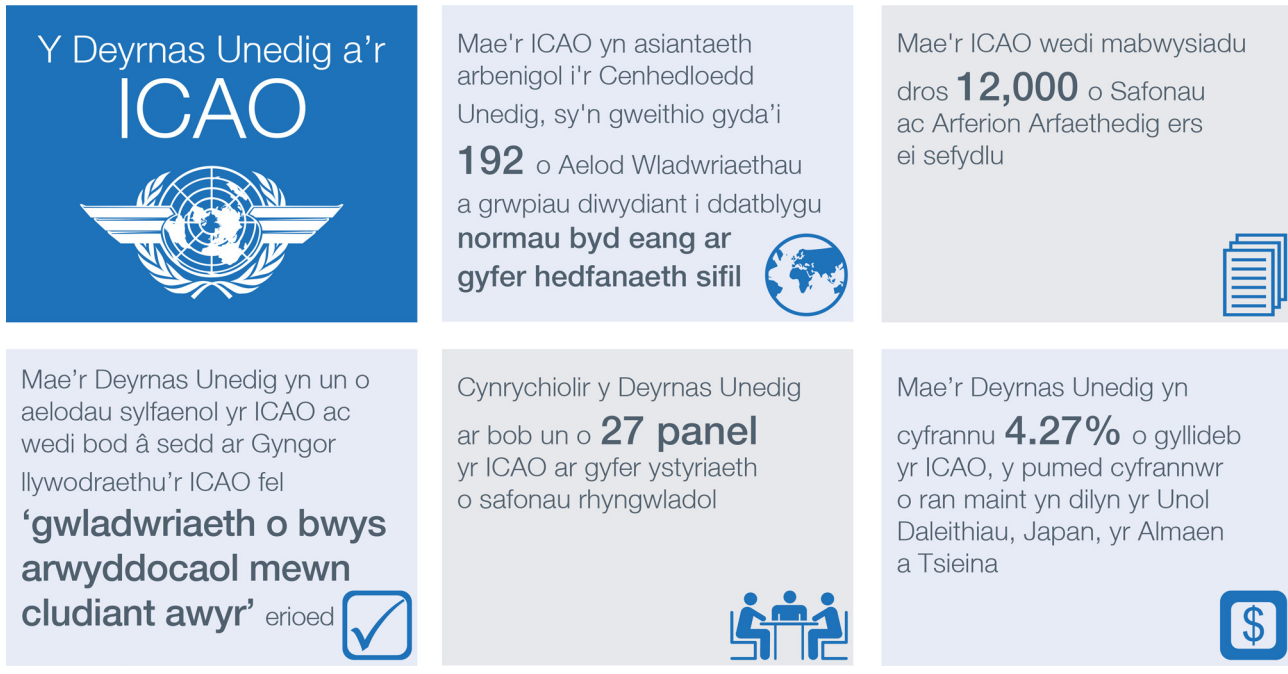 Y Deyrnas Unedig a’r
ICAO
Mae'r ICAO yn asiantaeth
arbenigol i'r Cenhedloedd
Unedig, sy'n gweithio gyda’i
192 o Aelod Wladwriaethau
a grwpiau diwydiant i ddatblygu
normau byd eang ar
gyfer hedfanaeth sifil
Mae'r ICAO wedi mabwysiadu
dros 12,000 o Safonau
ac Arferion Arfaethedig ers
ei sefydlu
Mae’r Deyrnas Unedig yn un o
aelodau sylfaenol yr ICAO ac
wedi bod â sedd ar Gyngor
llywodraethu’r ICAO fel
‘gwladwriaeth o bwys
arwyddocaol mewn
cludiant awyr’ erioed
Cynrychiolir y Deyrnas Unedig
ar bob un o 27 panel
yr ICAO ar gyfer ystyriaeth
o safonau rhyngwladol
Mae’r Deyrnas Unedig yn
cyfrannu 4.27% o gyllideb
yr ICAO, y pumed cyfrannwr
o ran maint yn dilyn yr Unol
Daleithiau, Japan, yr Almaen
a Tsieina
$